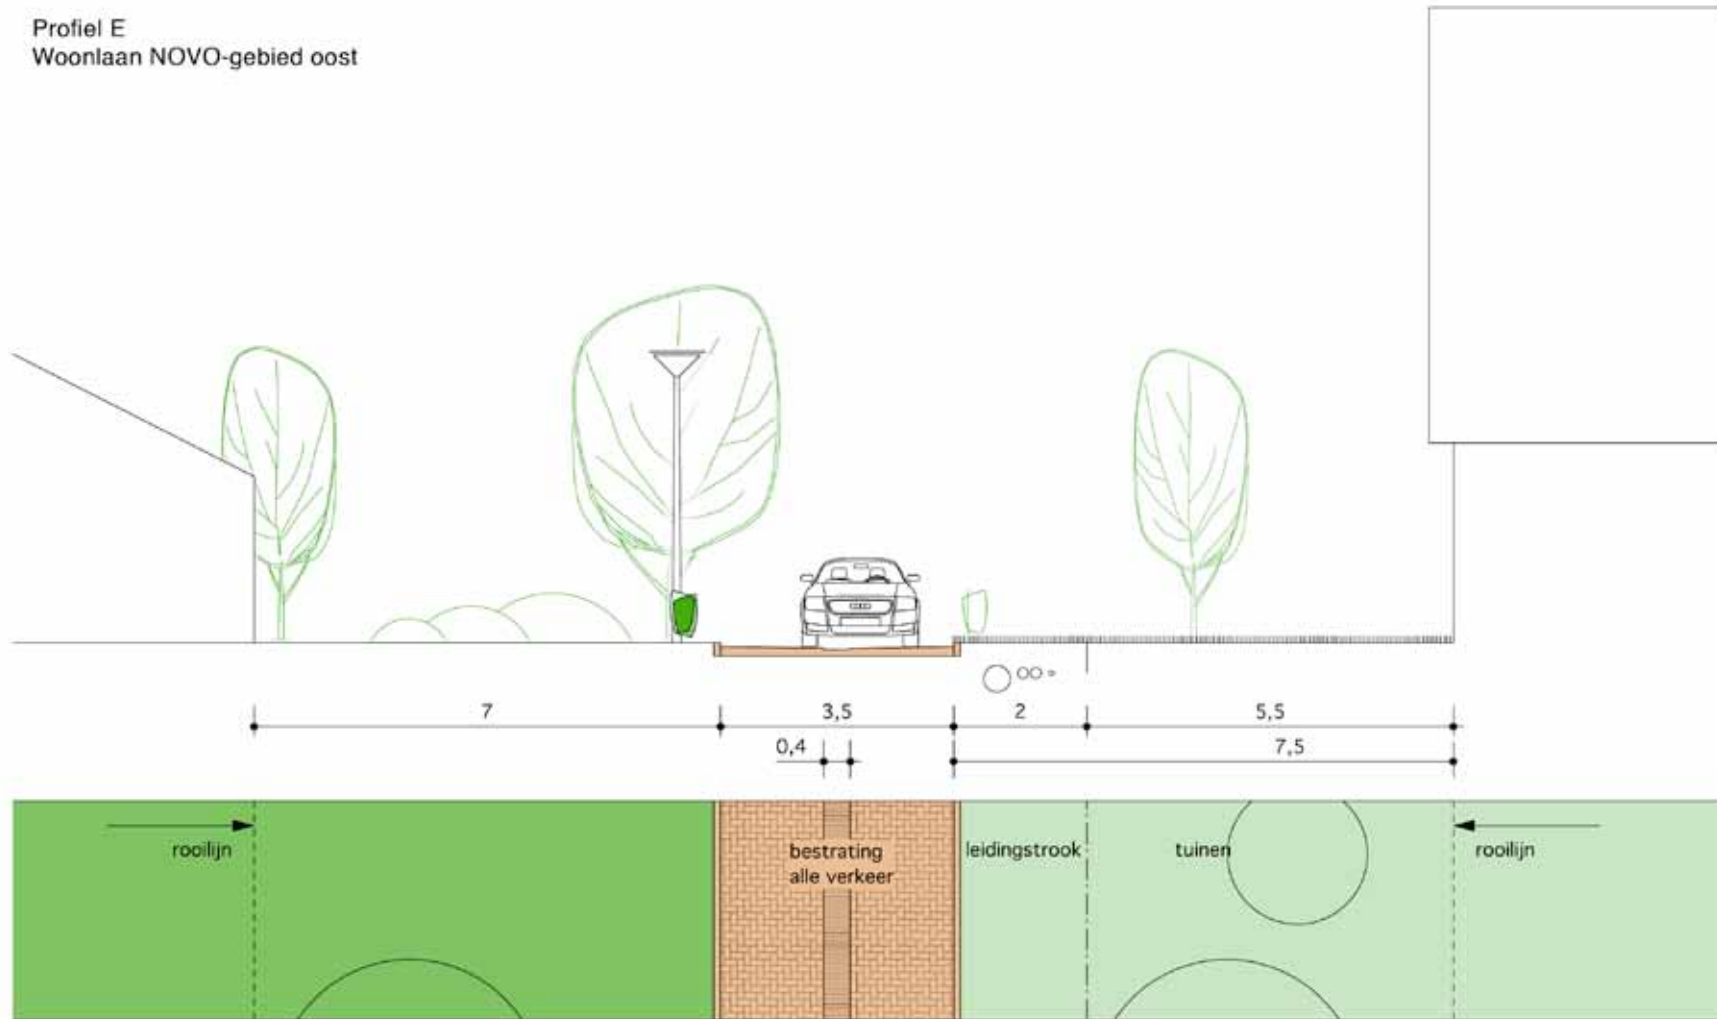 Profiel E
Woonlaan NOVO-gebied oost
7
3,5
2
5,5
0,4
7,5
rooilijn
bestrating
alle verkeer
leidingstrook
tuinen
rooilijn